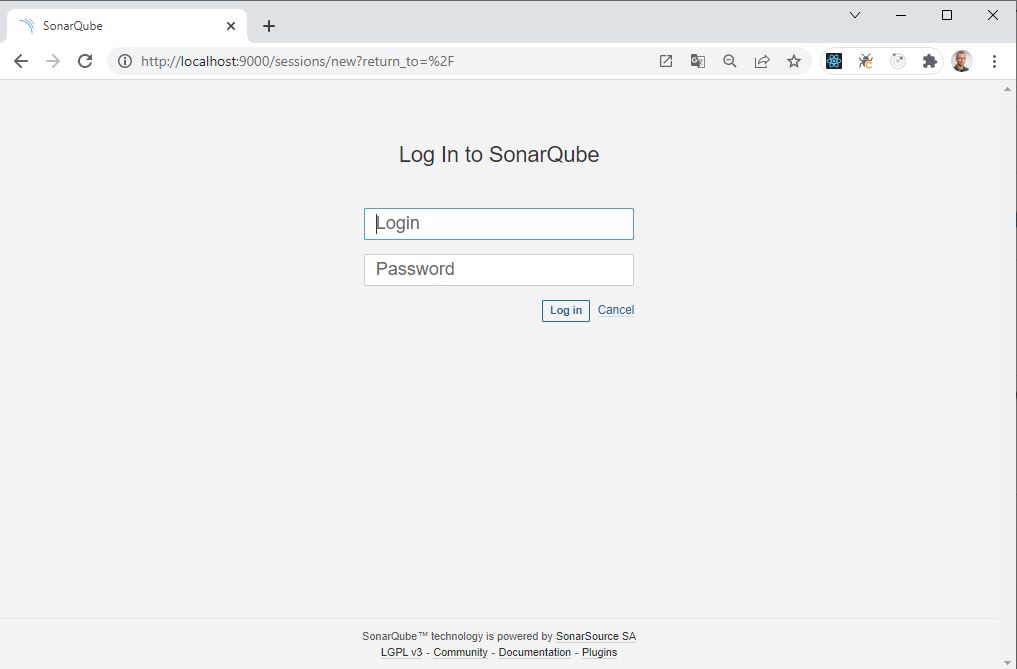 SonarQube
http://localhost:9000/sessions/new?return_to=%2F
Log In to SonarQube
Login
Password
Log in Cancel
SonarQube™ technology is powered by SonarSource SA
LGPL v3 - Community - Documentation - Plugins